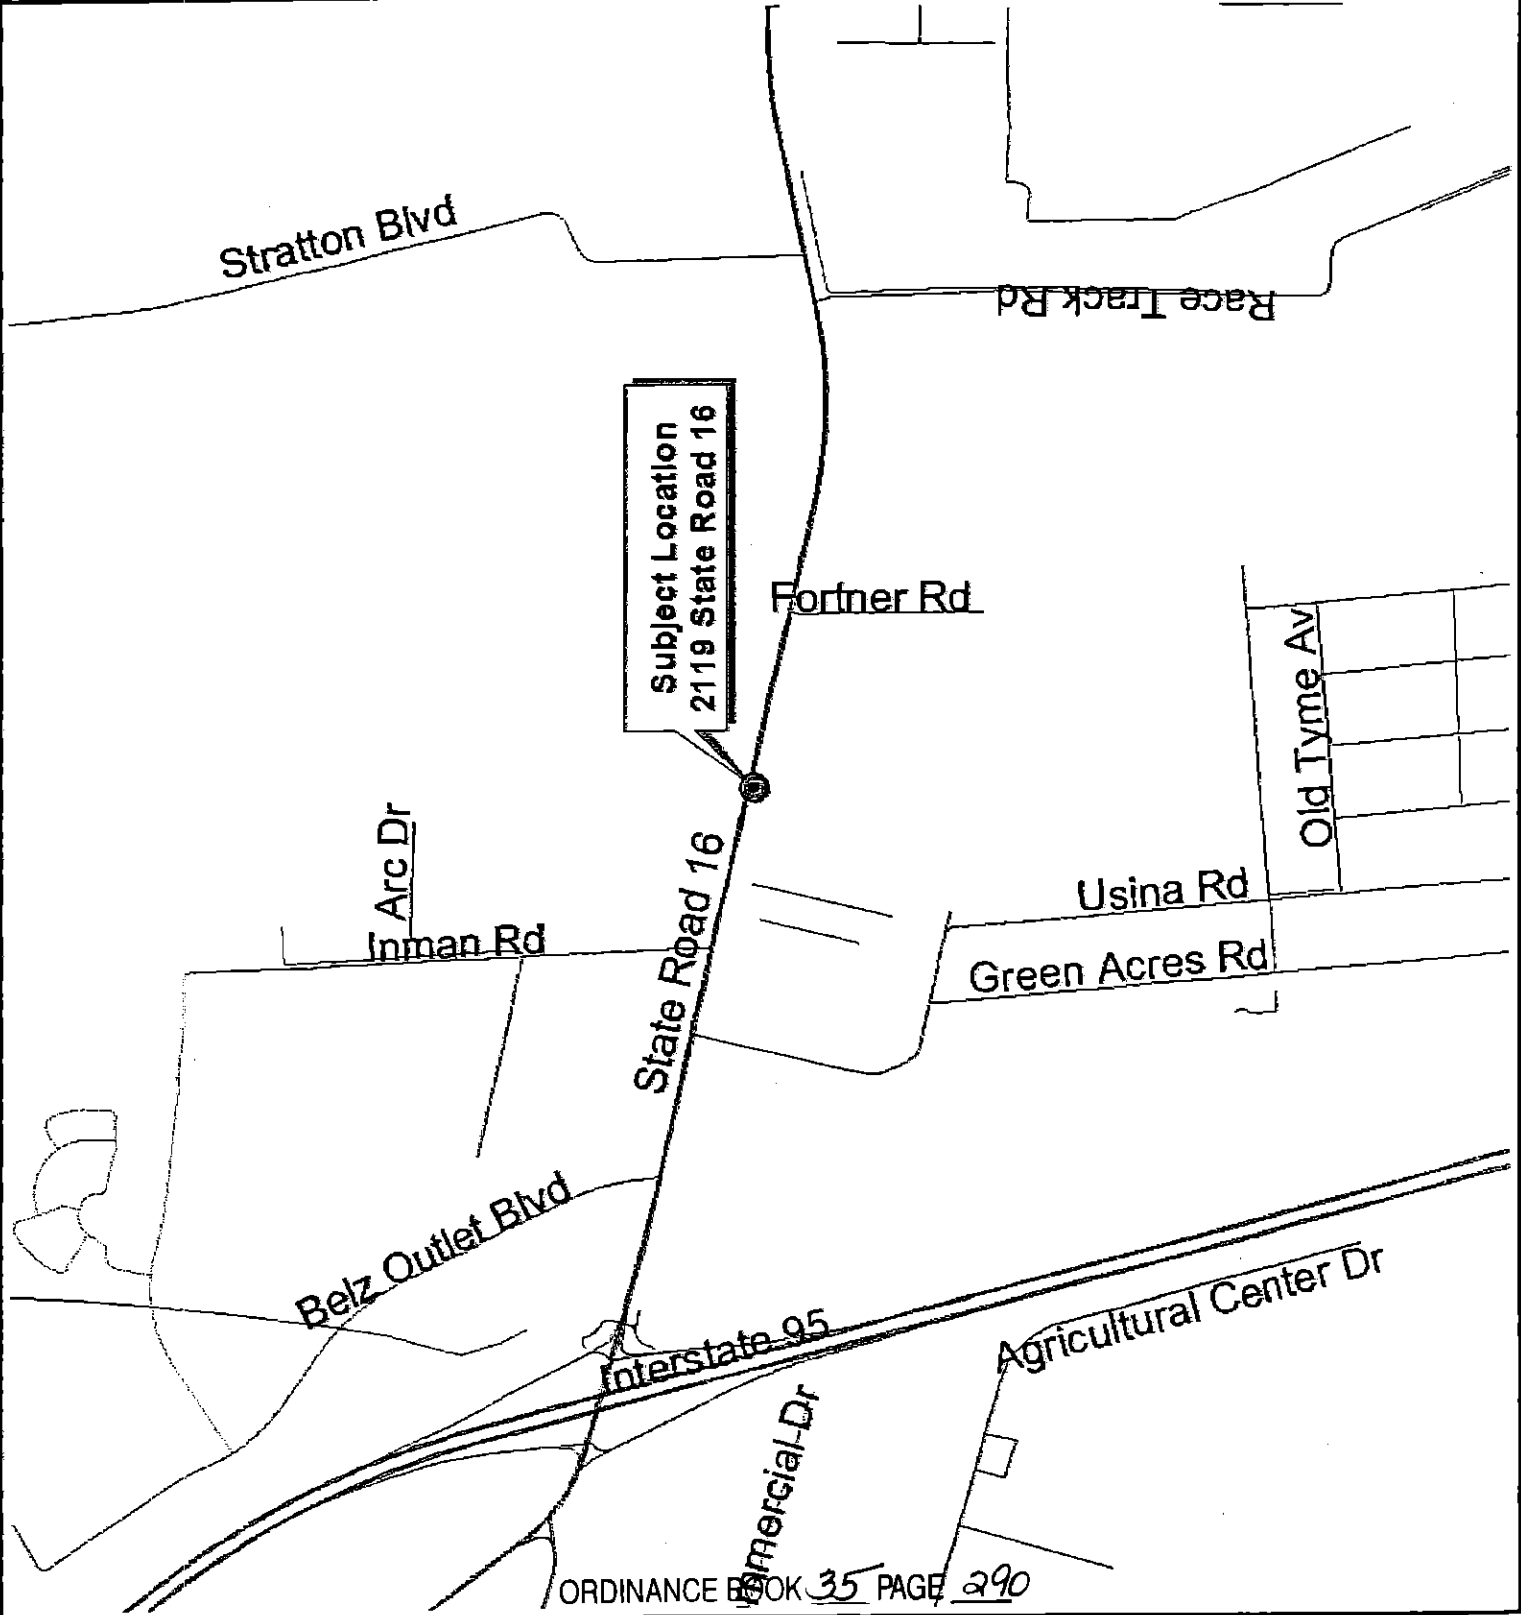 Stratton Blvd
Race Track Rd
Subject Location
2119 State Road 16
Fortner Rd
Old Tyme Av
Arc Dr
Inman Rd
State Road 16
Usina Rd
Green Acres Rd
Belz Outlet Blvd
Interstate 95
Agricultural Center Dr
mmercial Dr
ORDINANCE BOOK 35 PAGE 290